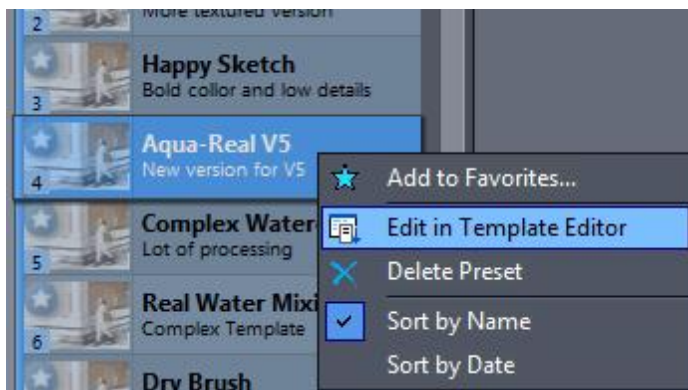 More textured version
2
Happy Sketch
Bold collor and low details
3
Aqua-Real V5
New version for V5
4
Add to Favorites...
Complex Water
Edit in Template Editor
Lot of processing
5
Delete Preset
Real Water Mixi
Sort by Name
Complex Template
6
Sort by Date
Dry Brush